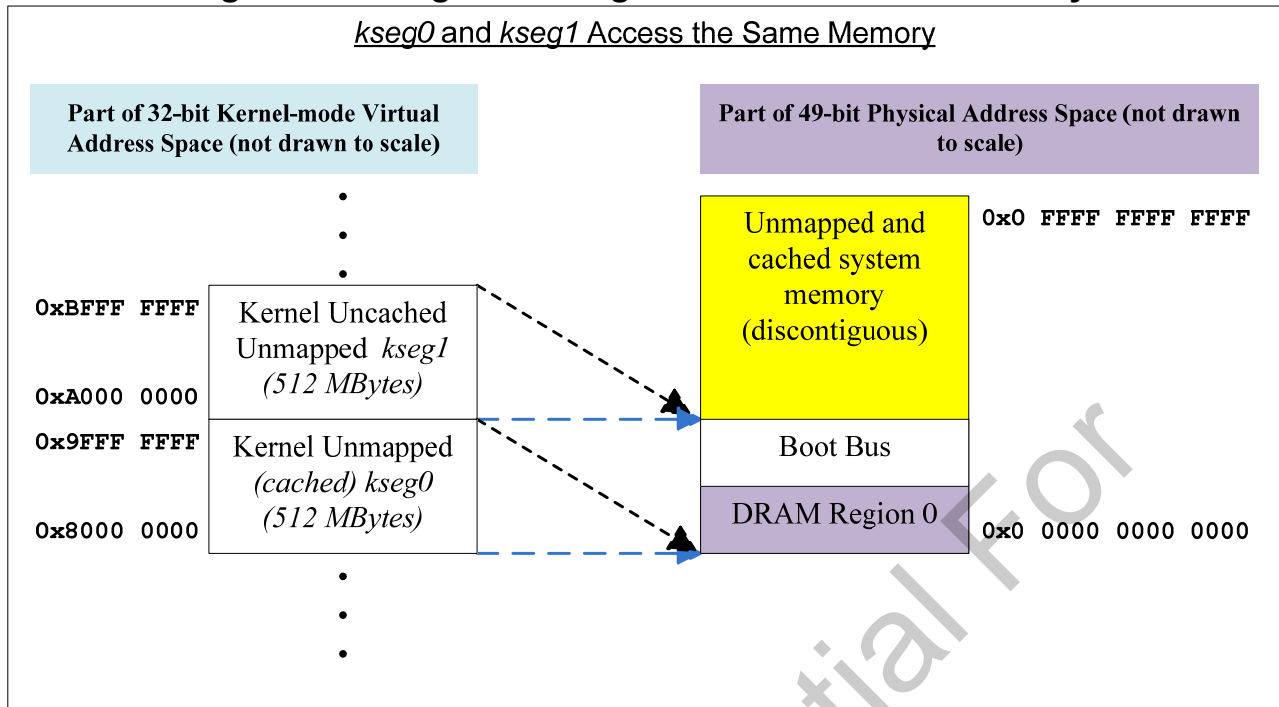 kseg0 and kseg1 Access the Same Memory
Part of 32-bit Kernel-mode Virtual
Address Space (not drawn to scale)
Part of 49-bit Physical Address Space (not drawn
to scale)
0xBFFF FFFF
Kernel Uncached
Unmapped kseg1
(512 MBytes)
0xA000 0000
0x9FFF FFFF
Kernel Unmapped
(cached) kseg0
(512 MBytes)
0x8000 0000
Unmapped and
cached system
memory
(discontiguous)
0x0 FFFF FFFF FFFF
Boot Bus
DRAM Region 0
0x0 0000 0000 0000
For